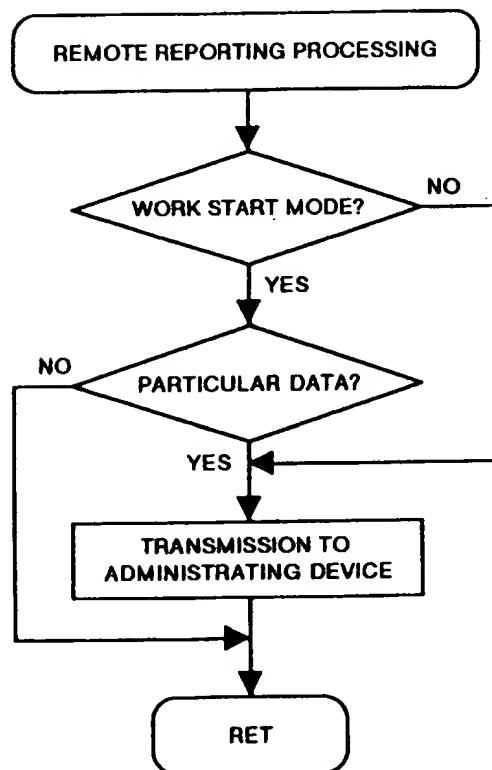 REMOTE REPORTING PROCESSING
WORK START MODE?
NO
YES
NO
PARTICULAR DATA?
YES
TRANSMISSION TO
ADMINISTRATING DEVICE
RET